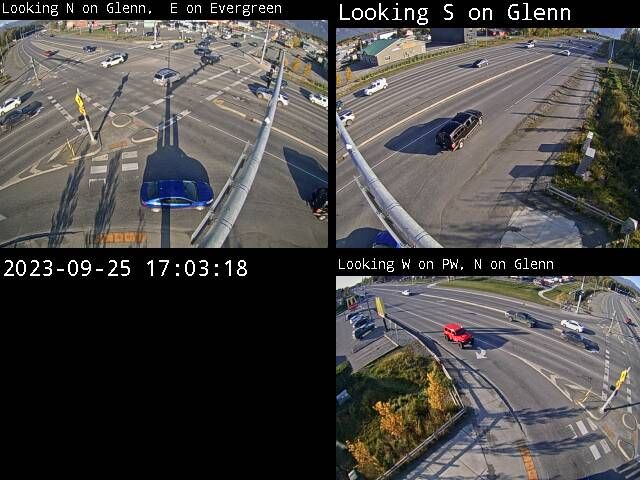 Looking N on Glenn,  E on Evergreen
Looking S on Glenn
2023-09-25 17:03:18
Looking W on PW, N on Glenn